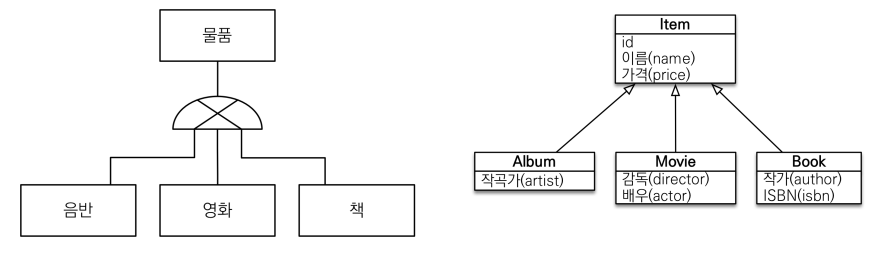 물품
음반
영화
책
Item
id
이름(name)
가격(price)
Album
작곡가(artist)
Movie
감독(director)
배우(actor)
Book
작가(author)
ISBN(isbn)